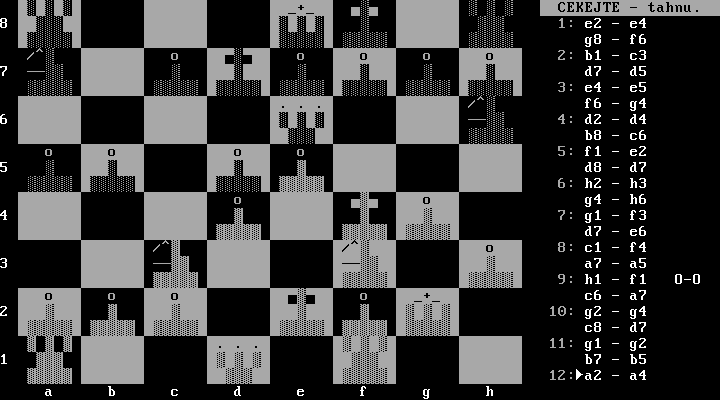 CEKEJTE - tahnu.
1: e2 - e4
g8 - f6
2: b1 - c3
d7 - d5
3: e4 - e5
f6 - g4
4: d2 - d4
b8 - c6
5: f1 - e2
d8 - d7
6: h2 - h3
g4 - h6
7: g1 - f3
d7 - e6
8: c1 - f4
a7 - a5
9: h1 - f1 O-O
c6 - a7
10: g2 - g4
c8 - d7
11: g1 - g2
b7 - b5
12: a2 - a4
8
7
6
5
4
3
2
1
a b c d e f g h